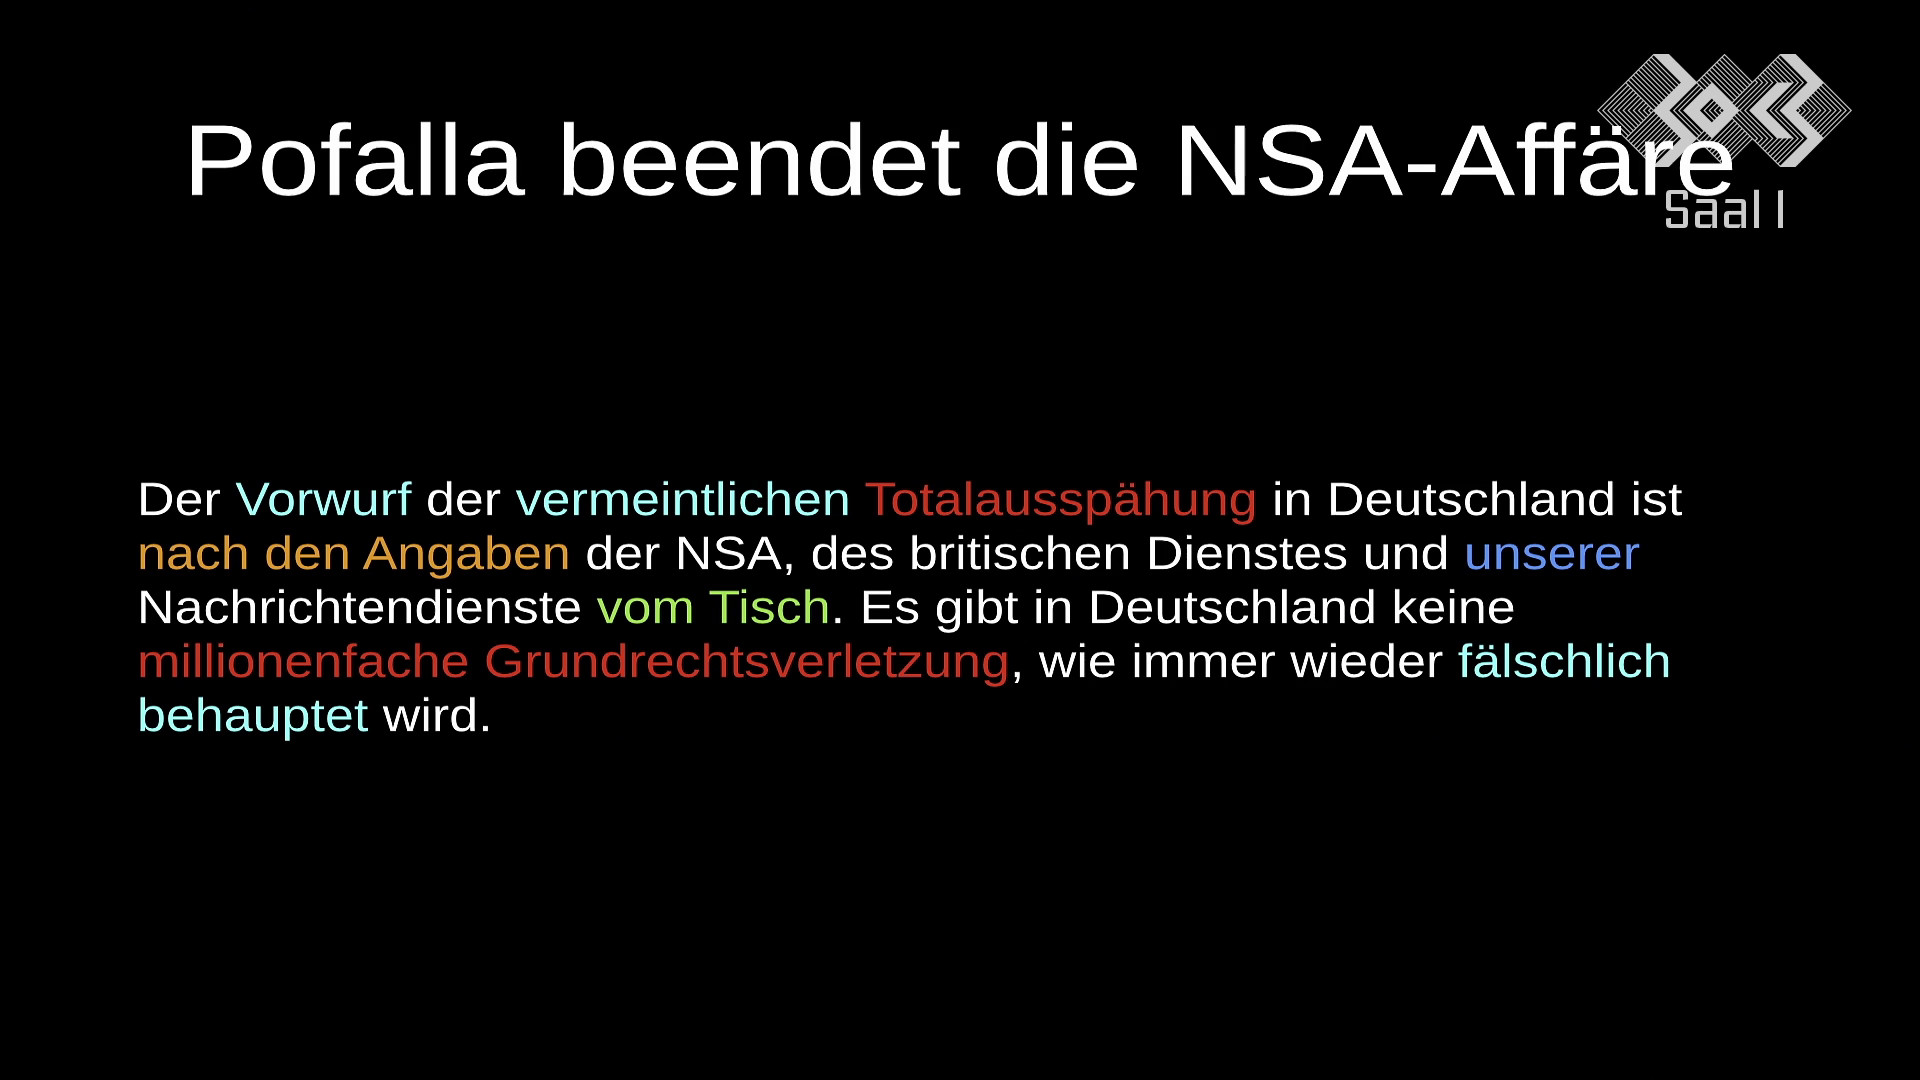 Pofalla beendet die NSA-Affäre
Saal 1
Der Vorwurf der vermeintlichen Totalausspähung in Deutschland ist
nach den Angaben der NSA, des britischen Dienstes und unserer
Nachrichtendienste vom Tisch. Es gibt in Deutschland keine
millionenfache Grundrechtsverletzung, wie immer wieder fälschlich
behauptet wird.